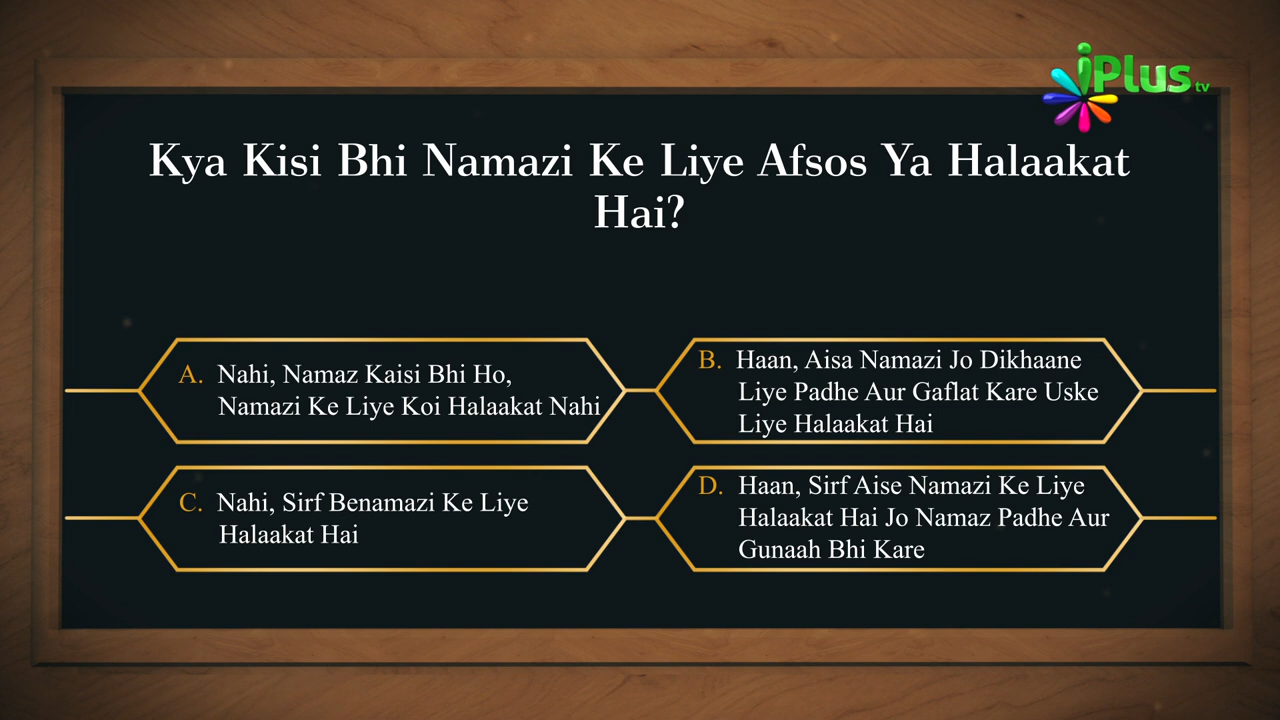 iPlus tv
Kya Kisi Bhi Namazi Ke Liye Afsos Ya Halaakat
Hai?
A. Nahi, Namaz Kaisi Bhi Ho,
Namazi Ke Liye Koi Halaakat Nahi
B. Haan, Aisa Namazi Jo Dikhaane
Liye Padhe Aur Gaflat Kare Uske
Liye Halaakat Hai
C. Nahi, Sirf Benamazi Ke Liye
Halaakat Hai
D. Haan, Sirf Aise Namazi Ke Liye
Halaakat Hai Jo Namaz Padhe Aur
Gunaah Bhi Kare